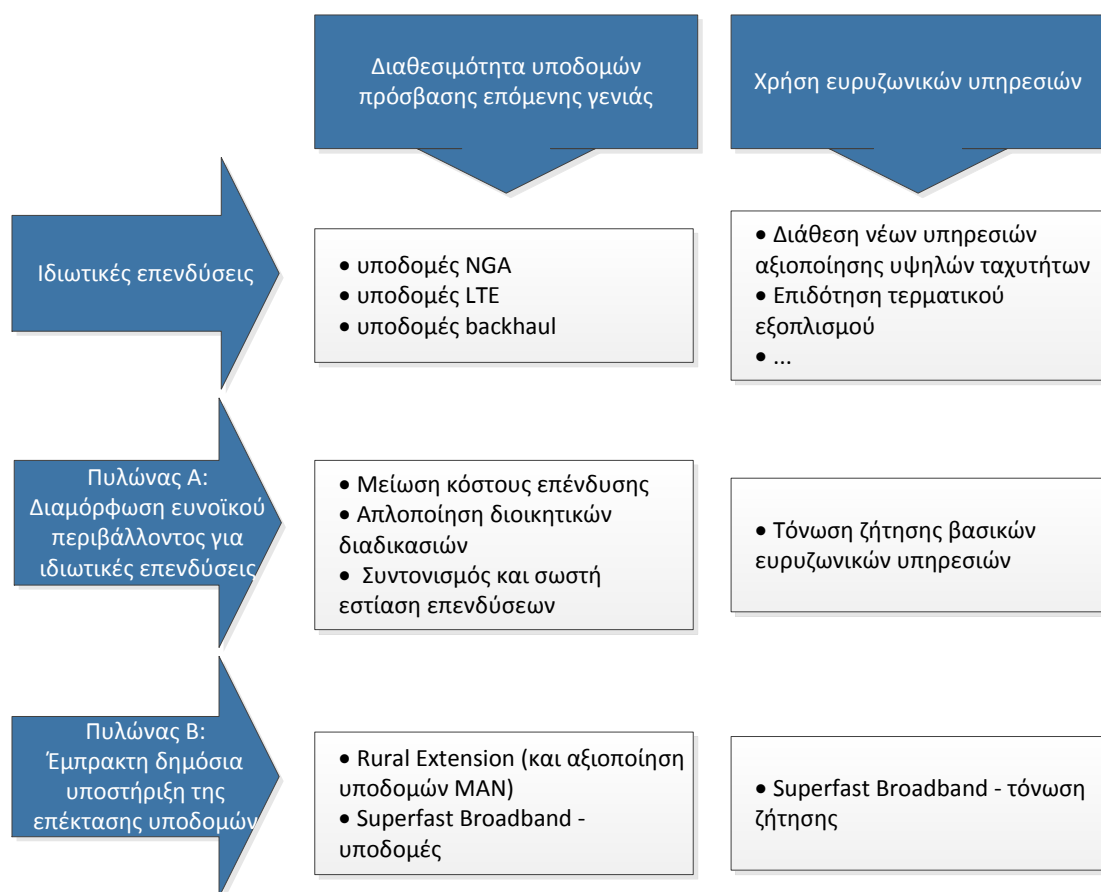 Διαθεσιμότητα υποδομών
πρόσβασης επόμενης γενιάς
Χρήση ευρυζωνικών υπηρεσιών
Ιδιωτικές επενδύσεις
• υποδομές NGA
• υποδομές LTE
• υποδομές backhaul
• Διάθεση νέων υπηρεσιών
αξιοποίησης υψηλών ταχυτήτων
• Επιδότηση τερματικού
εξοπλισμού
• ...
Πυλώνας Α:
Διαμόρφωση ευνοϊκού
περιβάλλοντος για
ιδιωτικές επενδύσεις
• Μείωση κόστους επένδυσης
• Απλοποίηση διοικητικών
διαδικασιών
• Συντονισμός και σωστή
εστίαση επενδύσεων
• Τόνωση ζήτησης βασικών
ευρυζωνικών υπηρεσιών
Πυλώνας Β:
Έμπρακτη δημόσια
υποστήριξη της
επέκτασης υποδομών
• Rural Extension (και αξιοποίηση
υποδομών MAN)
• Superfast Broadband -
υποδομές
• Superfast Broadband - τόνωση
ζήτησης